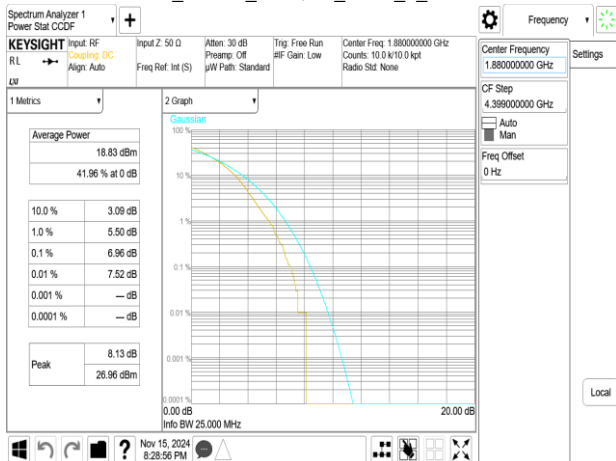 Spectrum Analyzer 1
Power Stat CCDF
Frequency
KEYSIGHT
RL
LXI
Input: RF
Coupling: DC
Align: Auto
Input Z: 50 Ω
Freq Ref: Int (S)
Atten: 30 dB
Preamp: Off
µW Path: Standard
Trig: Free Run
#IF Gain: Low
Center Freq: 1.880000000 GHz
Counts: 10.0 k/10.0 kpt
Radio Std: None
Center Frequency
1.880000000 GHz
Settings
CF Step
4.399000000 GHz
Auto
Man
Freq Offset
0 Hz
Local
1 Metrics
Average Power
18.83 dBm
41.96 % at 0 dB
10.0 % 3.09 dB
1.0 % 5.50 dB
0.1 % 6.96 dB
0.01 % 7.52 dB
0.001 % --- dB
0.0001 % --- dB
Peak
8.13 dB
26.96 dBm
2 Graph
Gaussian
100 %
10 %
1 %
0.1 %
0.01 %
0.001 %
0.0001 %
0.00 dB 20.00 dB
Info BW 25.000 MHz
?
Nov 15, 2024
8:28:56 PM